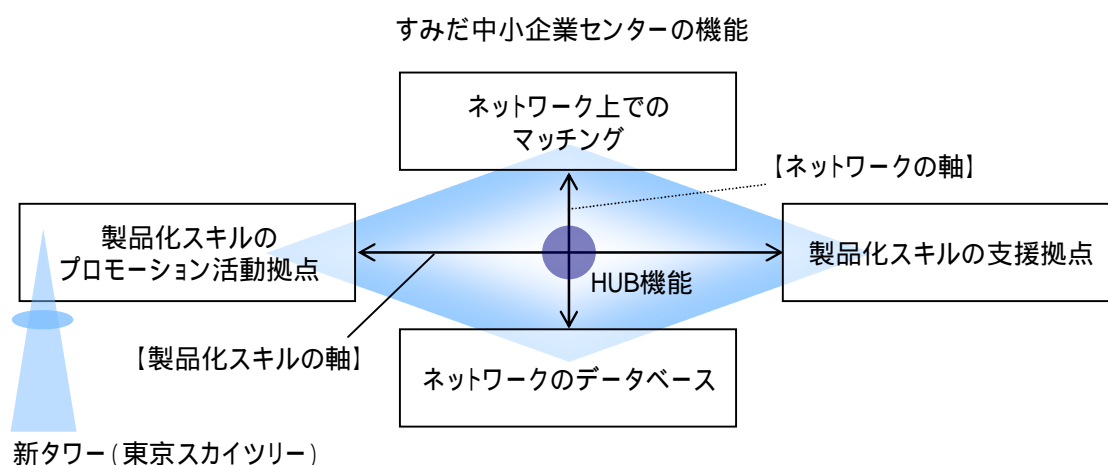 すみだ中小企業センターの機能
ネットワーク上での
マッチング
【ネットワークの軸】
製品化スキルの
プロモーション活動拠点
製品化スキルの支援拠点
HUB機能
【製品化スキルの軸】
ネットワークのデータベース
新タワー(東京スカイツリー)